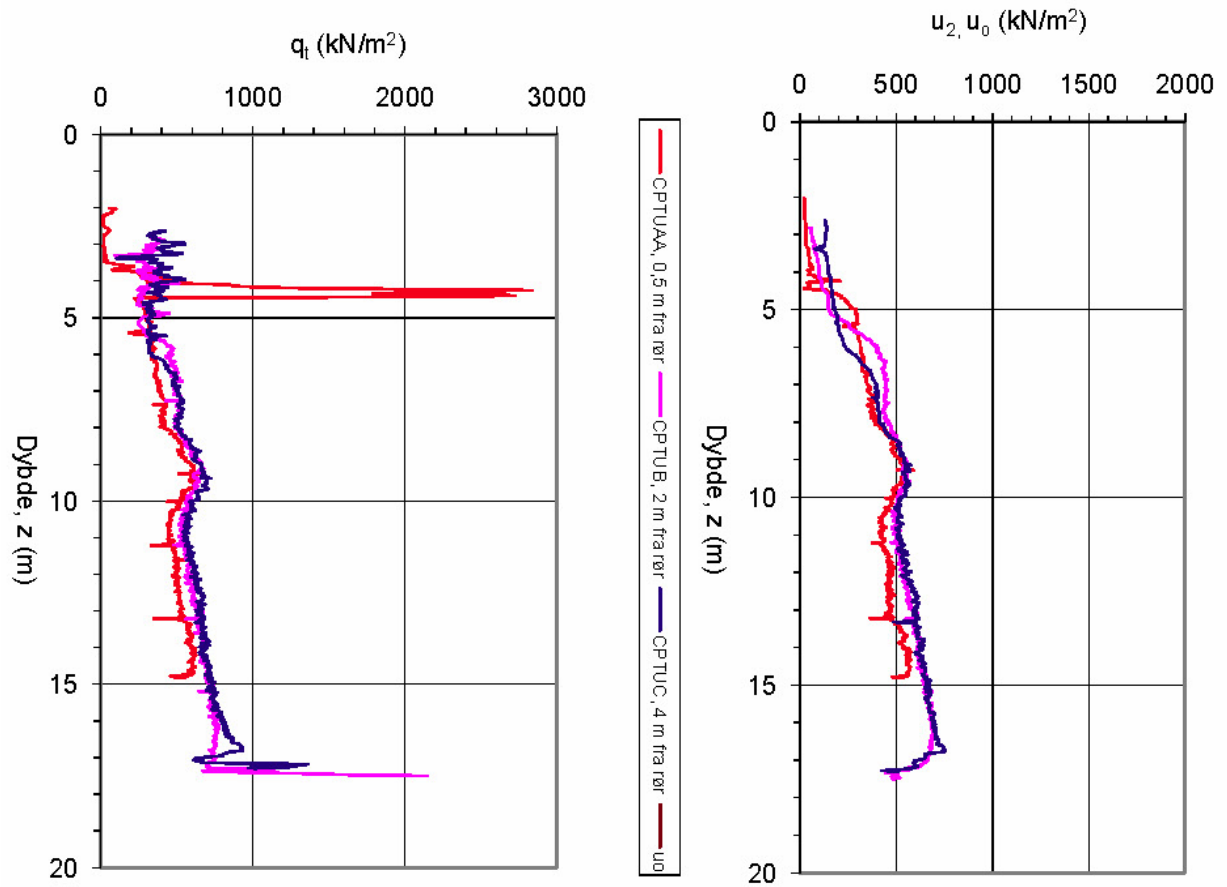 qt (kN/m²)
0 1000 2000 3000
0
5
10
15
20
Dybde, z (m)
CPTUAA, 0,5 m fra rør
CPTUB, 2 m fra rør
CPTUC, 4 m fra rør
uo
u2, uo (kN/m²)
0 500 1000 1500 2000
0
5
10
15
20
Dybde, z (m)